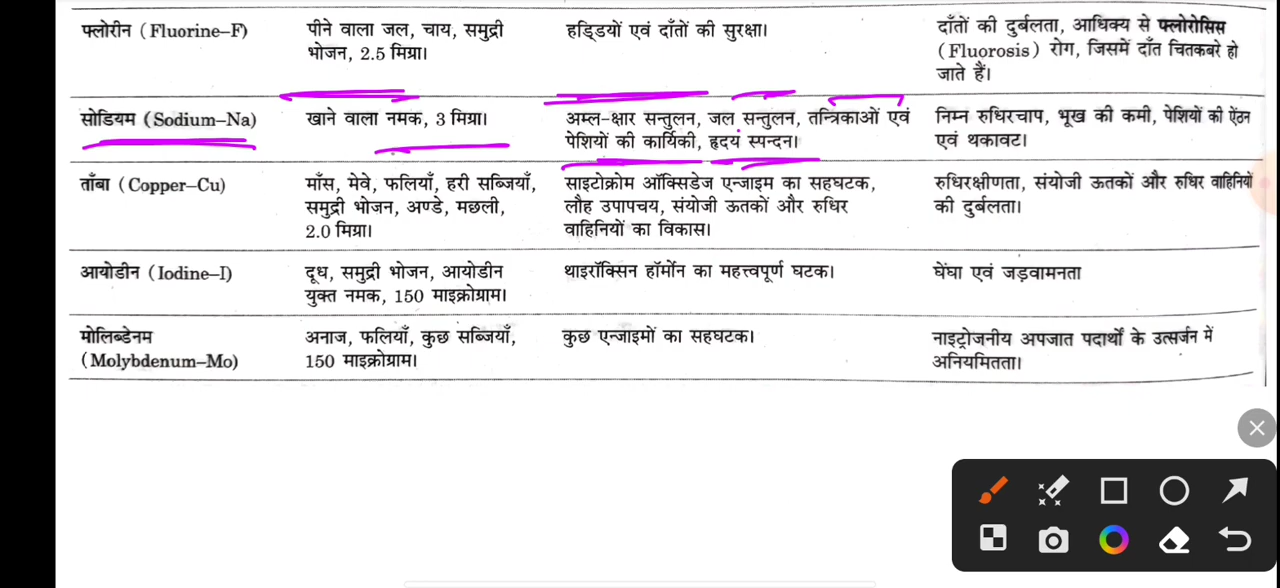 फ्लोरीन (Fluorine–F)
पीने वाला जल, चाय, समुद्री
भोजन, 2.5 मिग्रा।
हड्डियों एवं दाँतों की सुरक्षा।
दाँतों की दुर्बलता, आधिक्य से फ्लोरोसिस
(Fluorosis) रोग, जिसमें दाँत चितकबरे हो
जाते हैं।
सोडियम (Sodium–Na)
खाने वाला नमक, 3 मिग्रा।
अम्ल-क्षार सन्तुलन, जल सन्तुलन, तन्त्रिकाओं एवं
पेशियों की कार्यिकी, हृदय स्पन्दन।
निम्न रुधिरचाप, भूख की कमी, पेशियों की ऐंठन
एवं थकावट।
ताँबा (Copper–Cu)
माँस, मेवे, फलियाँ, हरी सब्जियाँ,
समुद्री भोजन, अण्डे, मछली,
2.0 मिग्रा।
साइटोक्रोम ऑक्सिडेज एन्जाइम का सहघटक,
लौह उपापचय, संयोजी ऊतकों और रुधिर
वाहिनियों का विकास।
रुधिरक्षीणता, संयोजी ऊतकों और रुधिर वाहिनियों
की दुर्बलता।
आयोडीन (Iodine–I)
दूध, समुद्री भोजन, आयोडीन
युक्त नमक, 150 माइक्रोग्राम।
थाइरॉक्सिन हॉर्मोन का महत्त्वपूर्ण घटक।
घेंघा एवं जड़वामनता
मोलिब्डेनम
(Molybdenum–Mo)
अनाज, फलियाँ, कुछ सब्जियाँ,
150 माइक्रोग्राम।
कुछ एन्जाइमों का सहघटक।
नाइट्रोजनीय अपजात पदार्थों के उत्सर्जन में
अनियमितता।